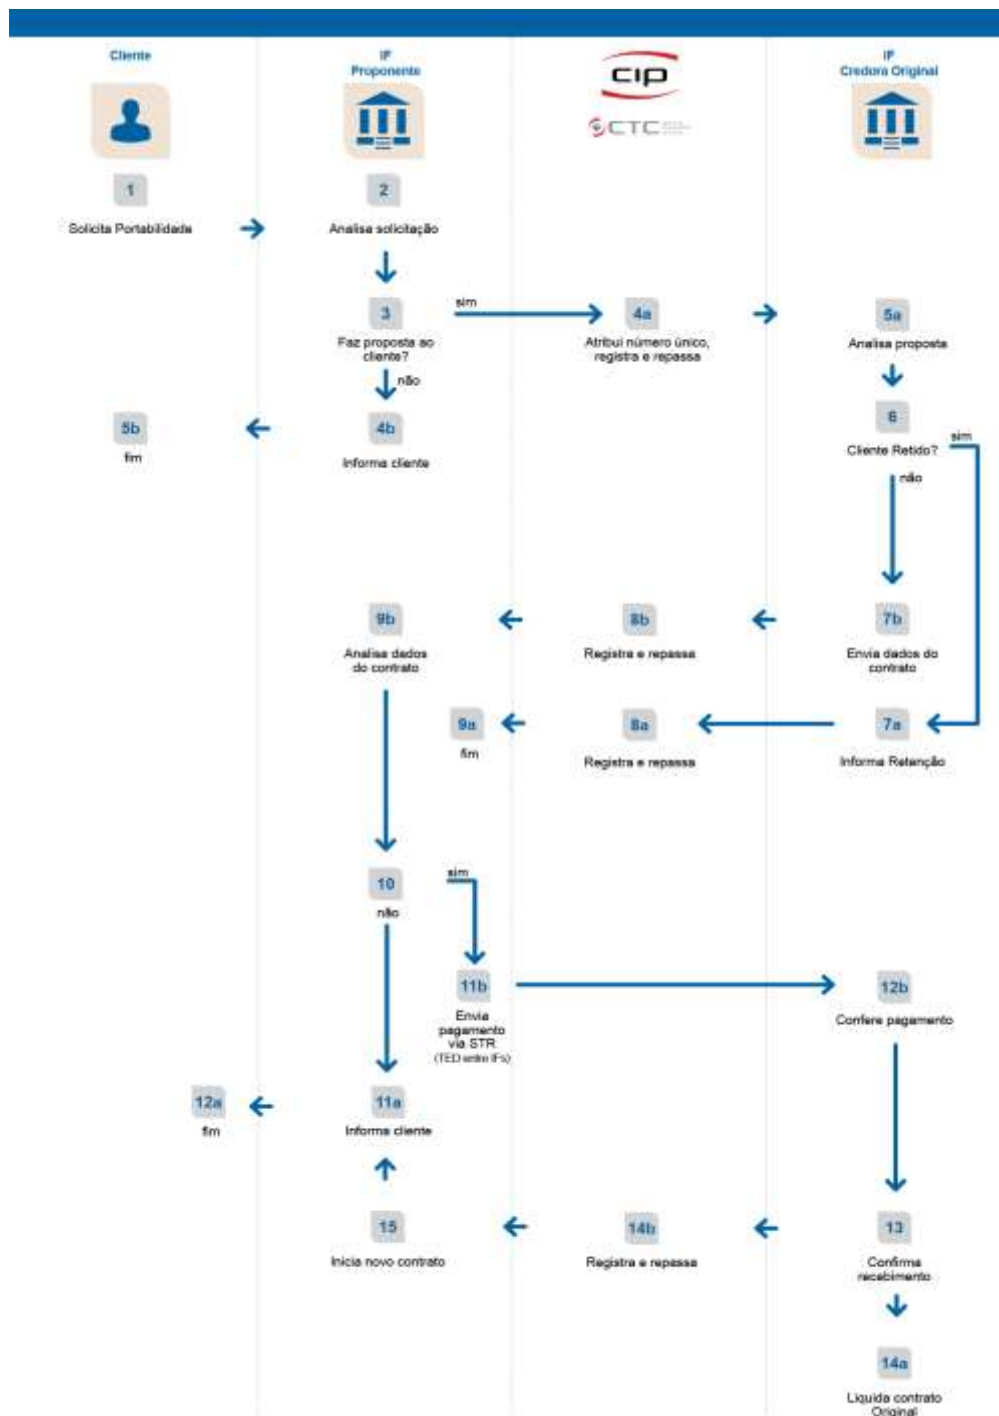 Cliente
IF
Proponente
cip
CTC
IF
Credora Original
1
Solicita Portabilidade
2
Analisa solicitação
3
Faz proposta ao
cliente?
sim
não
4a
Atribui número único,
registra e repassa
5a
Analisa proposta
5b
fim
4b
Informa cliente
6
Cliente Retido?
sim
não
9b
Analisa dados
do contrato
8b
Registra e repassa
7b
Envia dados do
contrato
9a
fim
8a
Registra e repassa
7a
Informa Retenção
10
não
sim
11b
Envia
pagamento
via STR
(TED entre IFs)
12b
Confere pagamento
12a
fim
11a
Informa cliente
15
Inicia novo contrato
14b
Registra e repassa
13
Confirma
recebimento
14a
Liquida contrato
Original